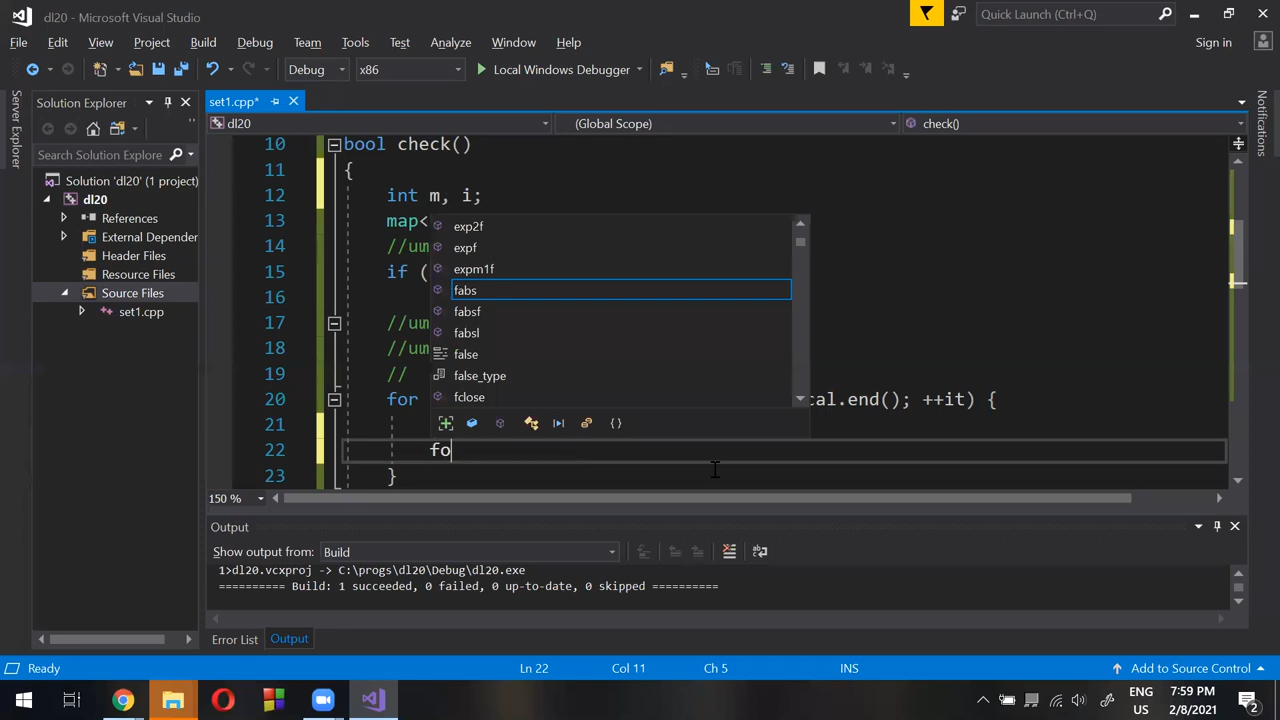 dl20 - Microsoft Visual Studio
Quick Launch (Ctrl+Q)
File Edit View Project Build Debug Team Tools Test Analyze Window Help
Sign in
Debug x86 Local Windows Debugger
Server Explorer
Solution Explorer
Search Solution Explorer
Solution 'dl20' (1 project)
dl20
References
External Depender
Header Files
Resource Files
Source Files
set1.cpp
set1.cpp*
dl20 (Global Scope) check()
10 bool check()
11 {
12 int m, i;
13 map<
14
15 if (
16
17
18
19 //
20 for cal.end(); ++it) {
21
22 fo
23 }
exp2f
expf
expm1f
fabs
fabsf
fabsl
false
false_type
fclose
150 %
Output
Show output from: Build
1>dl20.vcxproj -> C:\progs\dl20\Debug\dl20.exe
========== Build: 1 succeeded, 0 failed, 0 up-to-date, 0 skipped ==========
Error List Output
Notifications
Ready Ln 22 Col 11 Ch 5 INS Add to Source Control
ENG 7:59 PM
US 2/8/2021
2